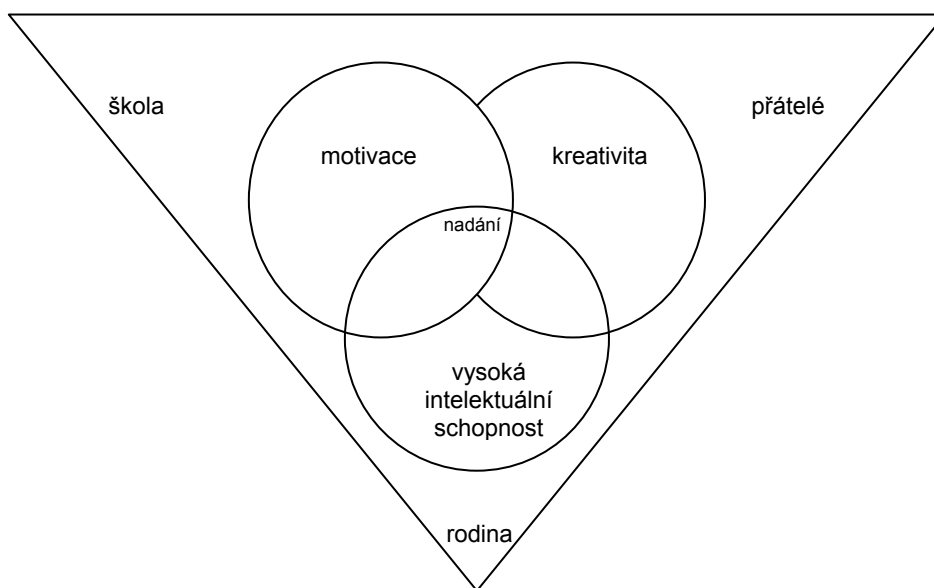 škola
přátelé
motivace
kreativita
nadání
vysoká
intelektuální
schopnost
rodina